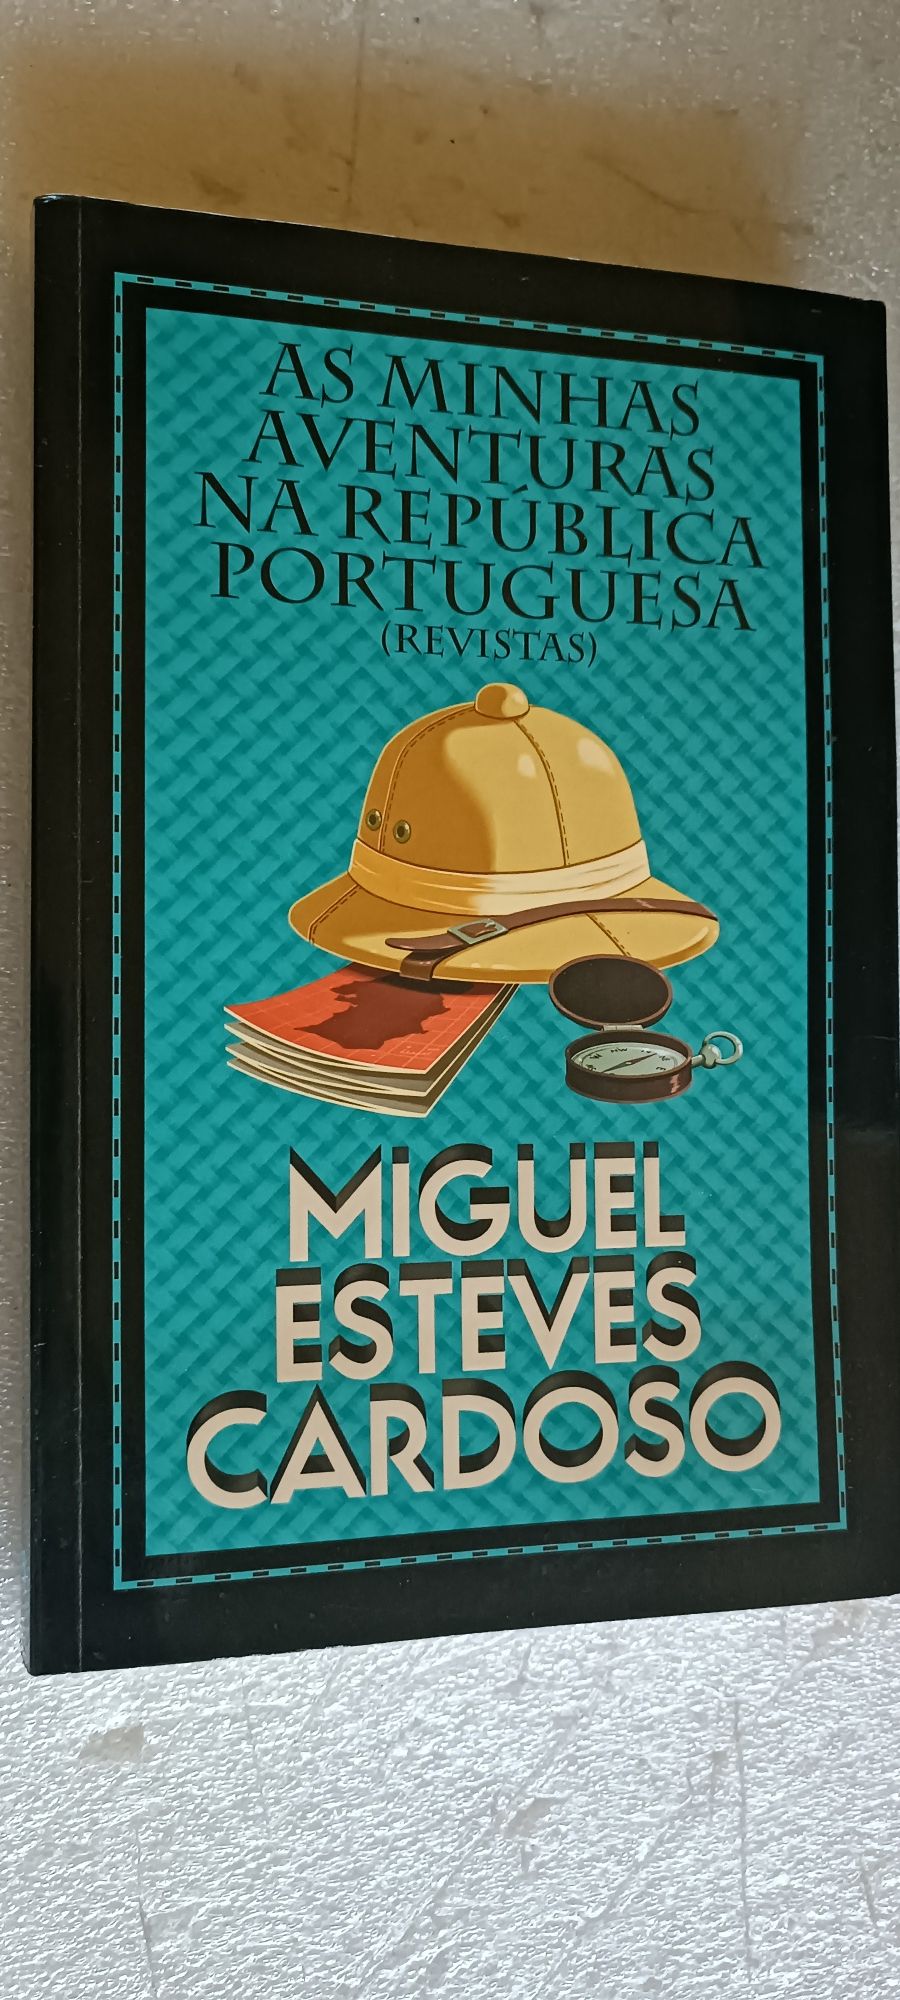 AS MINHAS
AVENTURAS
NA REPÚBLICA
PORTUGUESA
(REVISTAS)
MIGUEL
ESTEVES
CARDOSO